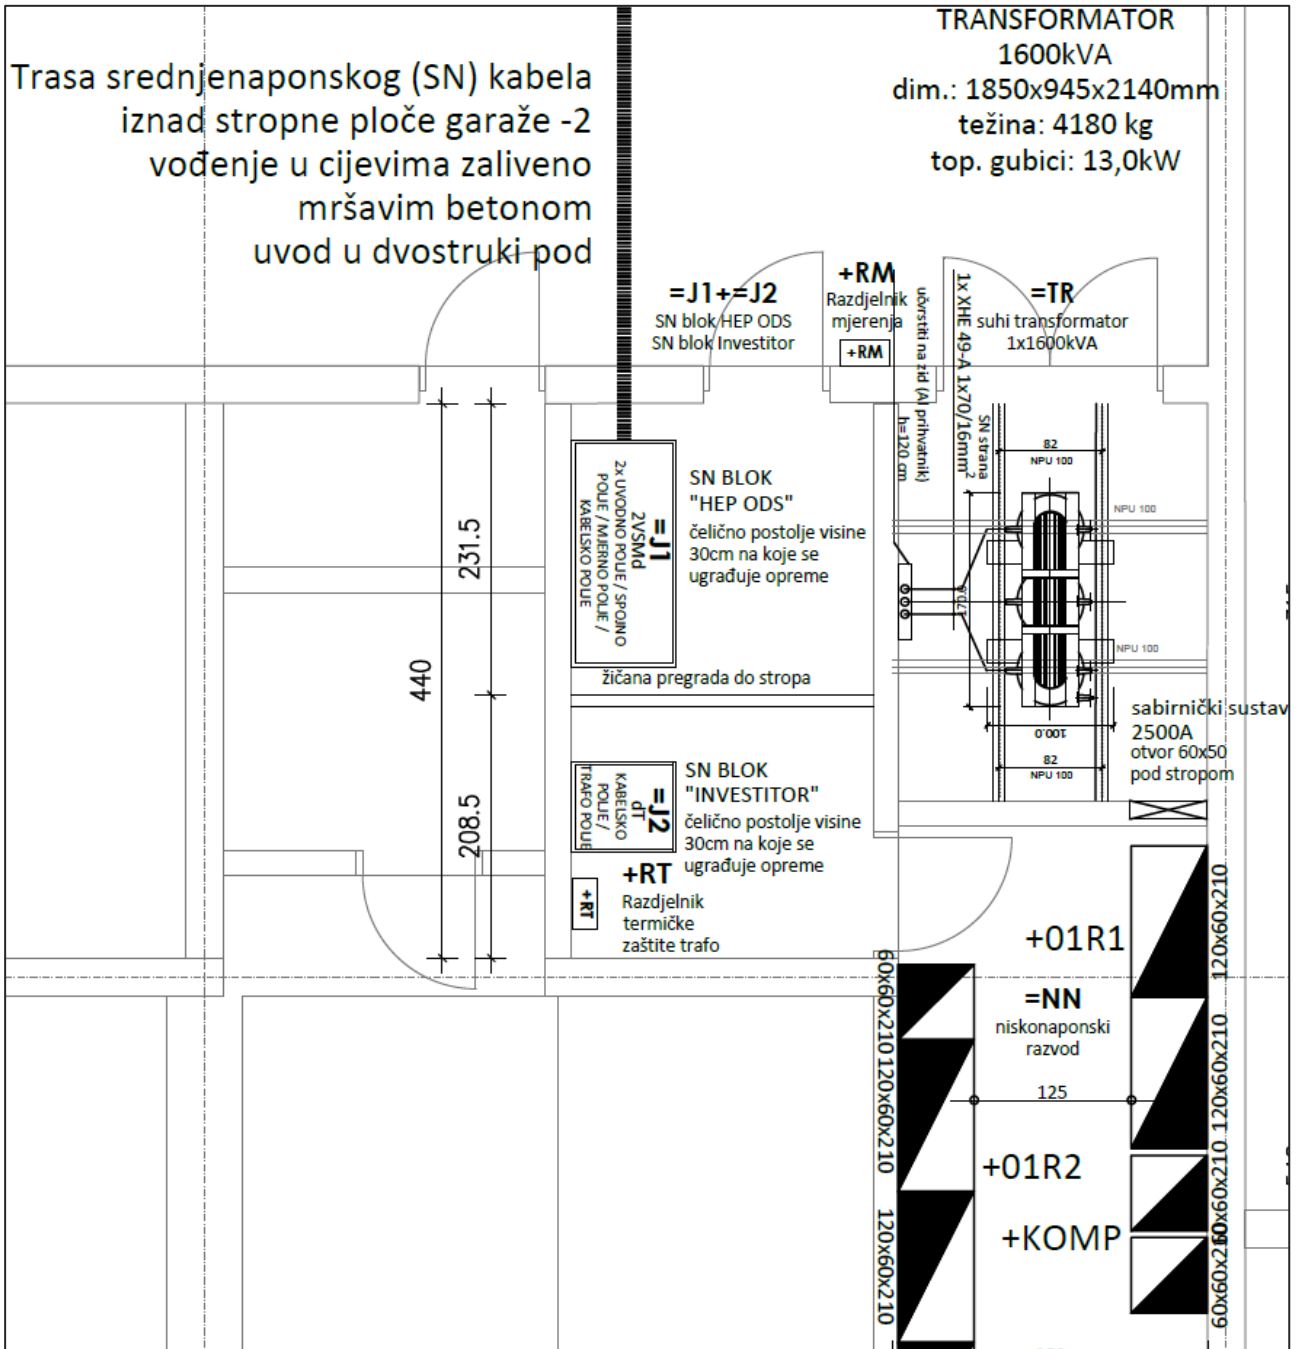 TRANSFORMATOR
1600kVA
dim.: 1850x945x2140mm
težina: 4180 kg
top. gubici: 13,0kW
Trasa srednjenaponskog (SN) kabela
iznad stropne ploče garaže -2
vođenje u cijevima zaliveno
mršavim betonom
uvod u dvostruki pod
=J1+=J2
SN blok HEP ODS
SN blok Investitor
+RM
Razdjelnik
mjerenja
+RM
učvrstiti na zid (Al prihvatnik)
h=120 cm
1x XHE 49-A 1x70/16mm²
SN strana
=TR
suhi transformator
1x1600kVA
82
NPU 100
NPU 100
231.5
440
208.5
=J1
2VSMd
2x UVODNO POLJE / SPOJNO
POLJE / MJERNO POLJE /
KABELSKO POLJE
SN BLOK
"HEP ODS"
čelično postolje visine
30cm na koje se
ugrađuje opreme
žičana pregrada do stropa
NPU 100
100.0
82
NPU 100
sabirnički sustav
2500A
otvor 60x50
pod stropom
=J2
dT
KABELSKO
POLJE /
TRAFO POLJE
SN BLOK
"INVESTITOR"
čelično postolje visine
30cm na koje se
ugrađuje opreme
+RT
+RT
Razdjelnik
termičke
zaštite trafo
+01R1
120x60x210
=NN
niskonaponski
razvod
60x60x210
120x60x210
120x60x210
125
+01R2
+KOMP
120x60x210
60x60x210
60x60x210